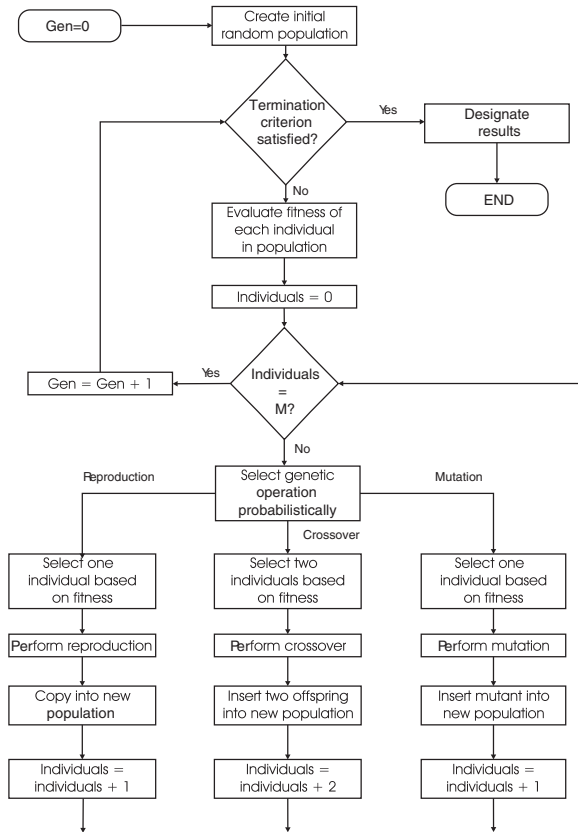 Gen=0
Create initial
random population
Termination
criterion
satisfied?
Yes
Designate
results
END
No
Evaluate fitness of
each individual
in population
Individuals = 0
Individuals
=
M?
Yes
Gen = Gen + 1
No
Select genetic
operation
probabilistically
Reproduction
Crossover
Mutation
Select one
individual based
on fitness
Select two
individuals based
on fitness
Select one
individual based
on fitness
Perform reproduction
Perform crossover
Perform mutation
Copy into new
population
Insert two offspring
into new population
Insert mutant into
new population
Individuals =
individuals + 1
Individuals =
individuals + 2
Individuals =
individuals + 1